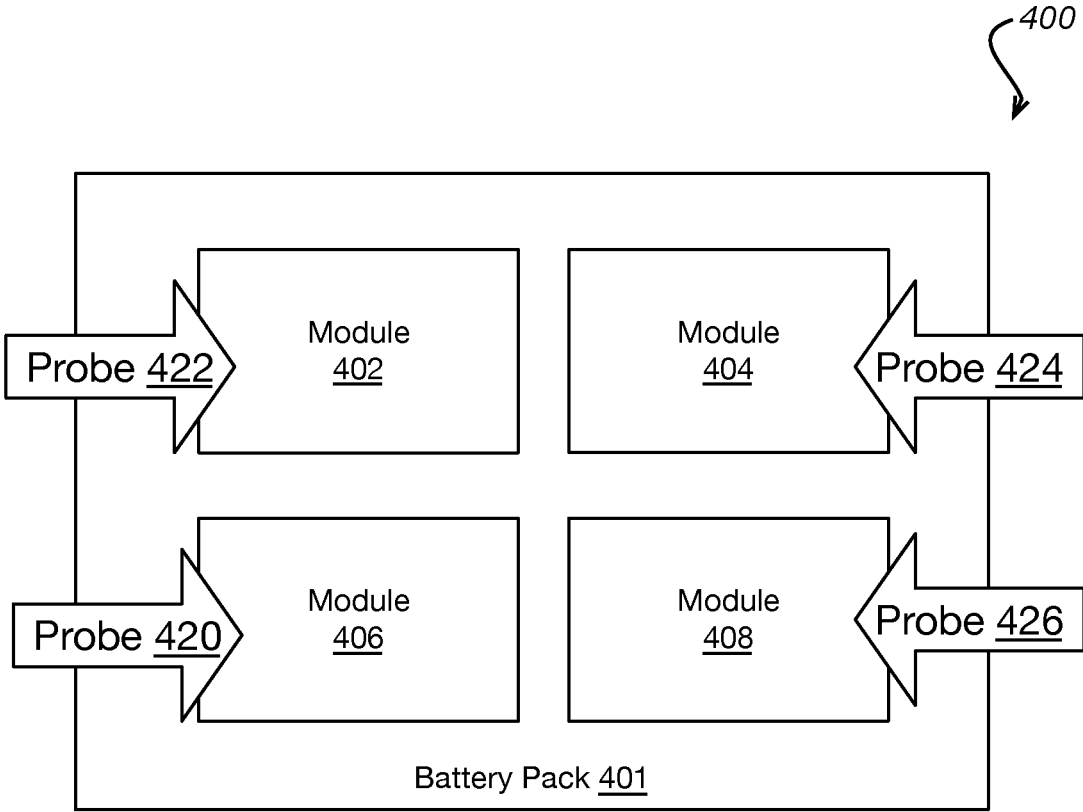 400
Module
402
Module
404
Probe 422
Probe 424
Module
406
Module
408
Probe 420
Probe 426
Battery Pack 401